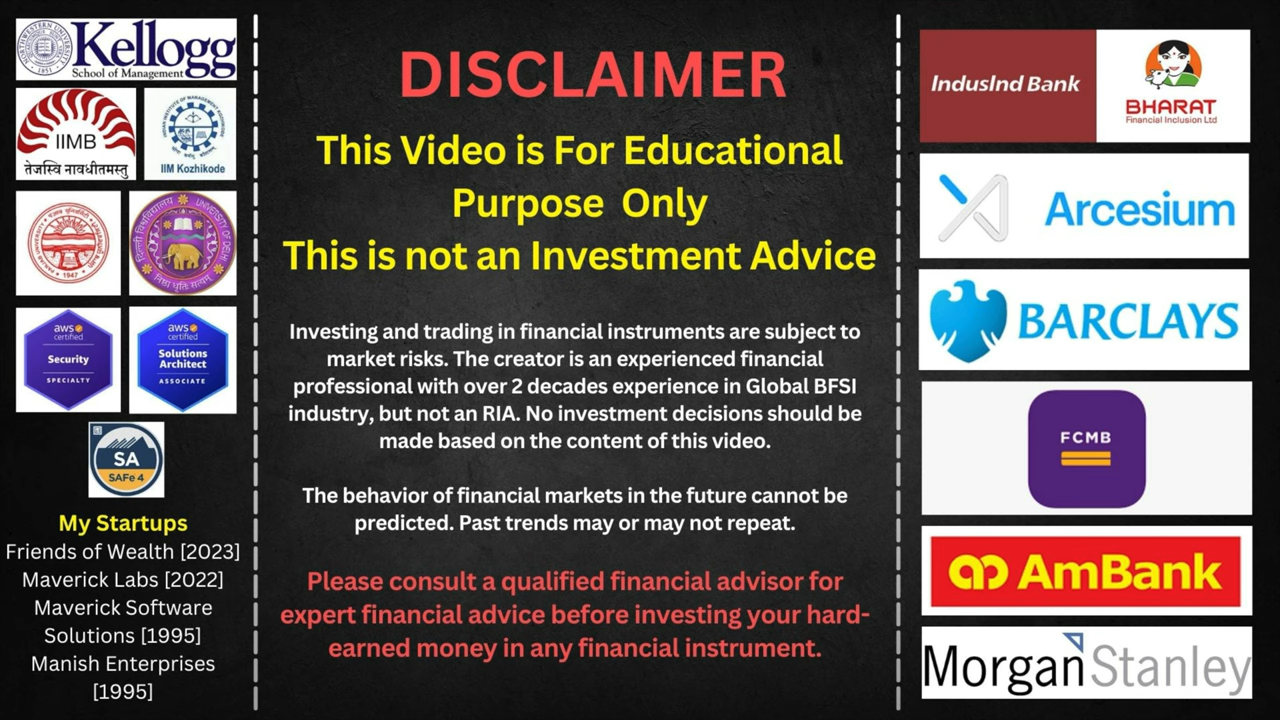 Kellogg
School of Management
IIMB
तेजस्वि नावधीतमस्तु
IIM Kozhikode
1947
UNIVERSITY OF DELHI
aws
certified
Security
SPECIALTY
aws
certified
Solutions
Architect
ASSOCIATE
SA
SAFe 4
My Startups
Friends of Wealth [2023]
Maverick Labs [2022]
Maverick Software
Solutions [1995]
Manish Enterprises
[1995]
DISCLAIMER
This Video is For Educational
Purpose Only
This is not an Investment Advice
Investing and trading in financial instruments are subject to
market risks. The creator is an experienced financial
professional with over 2 decades experience in Global BFSI
industry, but not an RIA. No investment decisions should be
made based on the content of this video.
The behavior of financial markets in the future cannot be
predicted. Past trends may or may not repeat.
Please consult a qualified financial advisor for
expert financial advice before investing your hard-
earned money in any financial instrument.
IndusInd Bank
BHARAT
Financial Inclusion Ltd
Arcesium
BARCLAYS
FCMB
AmBank
Morgan Stanley